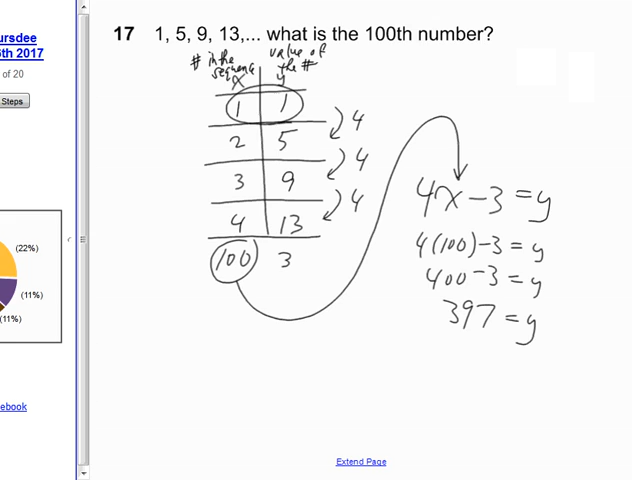 ursdee
6th 2017
of 20
Steps
(22%)
(11%)
(11%)
ebook
17 1, 5, 9, 13,... what is the 100th number?
# in the sequence
value of the #
x y
1 1
4
2 5
4
3 9
4
4 13
100 3
4x - 3 = y
4(100) - 3 = y
400 - 3 = y
397 = y
Extend Page